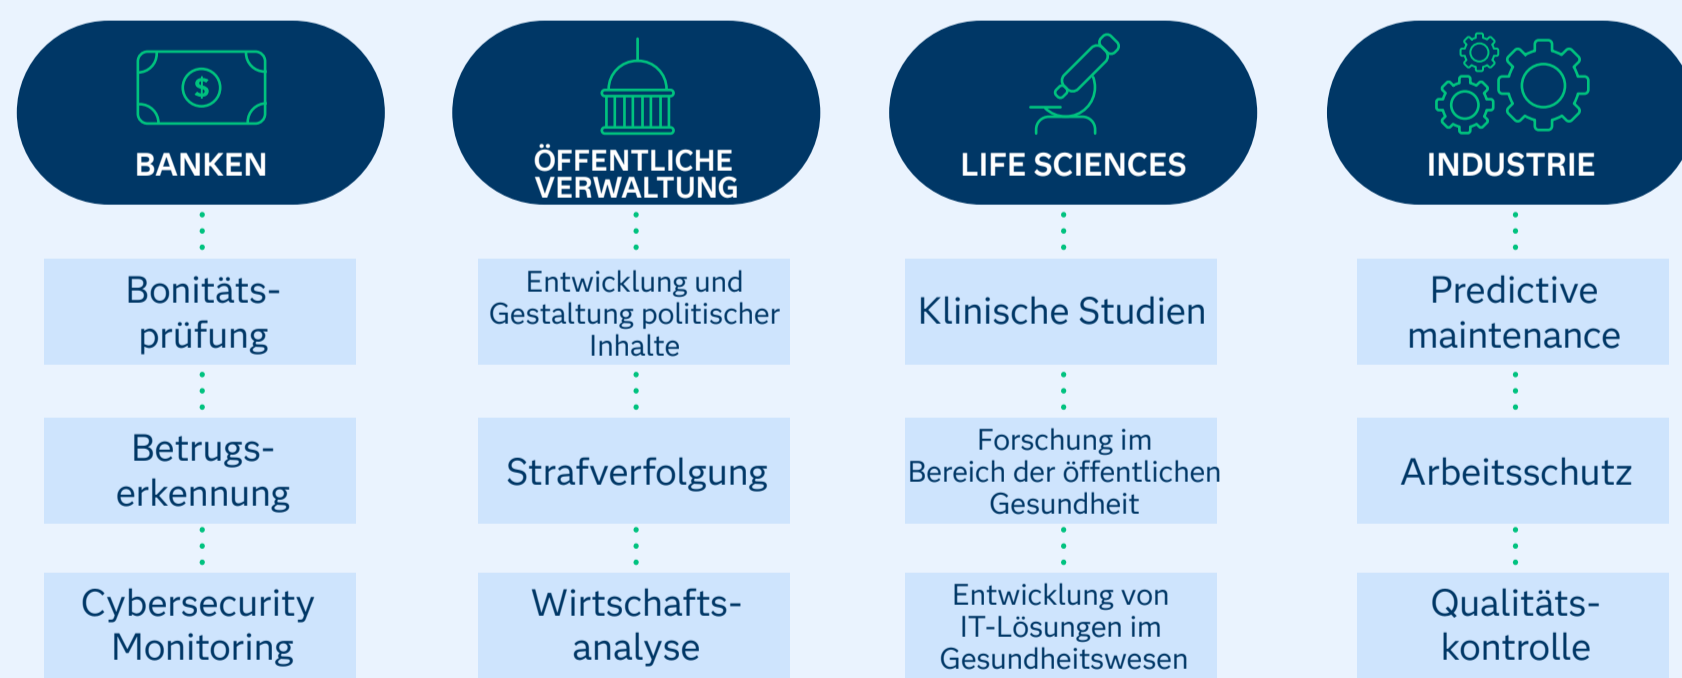 $
BANKEN
Bonitäts-
prüfung
Betrugs-
erkennung
Cybersecurity
Monitoring
ÖFFENTLICHE
VERWALTUNG
Entwicklung und
Gestaltung politischer
Inhalte
Strafverfolgung
Wirtschafts-
analyse
LIFE SCIENCES
Klinische Studien
Forschung im
Bereich der öffentlichen
Gesundheit
Entwicklung von
IT-Lösungen im
Gesundheitswesen
INDUSTRIE
Predictive
maintenance
Arbeitsschutz
Qualitäts-
kontrolle